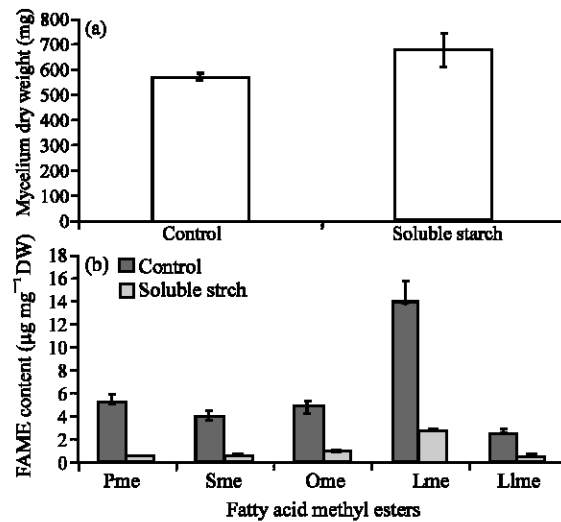 (a)
Mycelium dry weight (mg)
800
700
600
500
400
300
200
100
0
Control
Soluble starch
(b)
Control
Soluble strch
FAME content (µg mg⁻¹ DW)
18
16
14
12
10
8
6
4
2
0
Pme
Sme
Ome
Lme
Llme
Fatty acid methyl esters